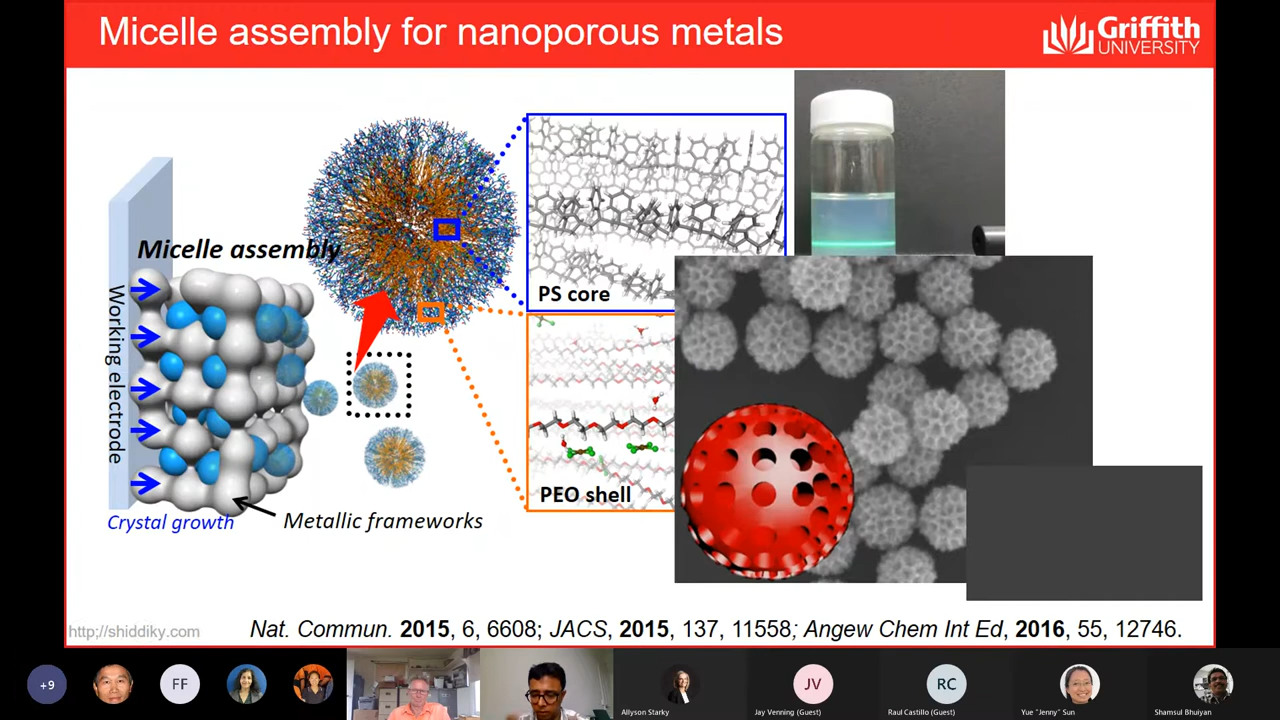 Micelle assembly for nanoporous metals
Griffith
UNIVERSITY
Micelle assembly
Working electrode
PS core
PEO shell
Crystal growth
Metallic frameworks
http://shiddiky.com
Nat. Commun. 2015, 6, 6608; JACS, 2015, 137, 11558; Angew Chem Int Ed, 2016, 55, 12746.
+9
FF
JV
RC
Allyson Starky
Jay Venning (Guest)
Raul Castillo (Guest)
Yue "Jenny" Sun
Shamsul Bhuiyan